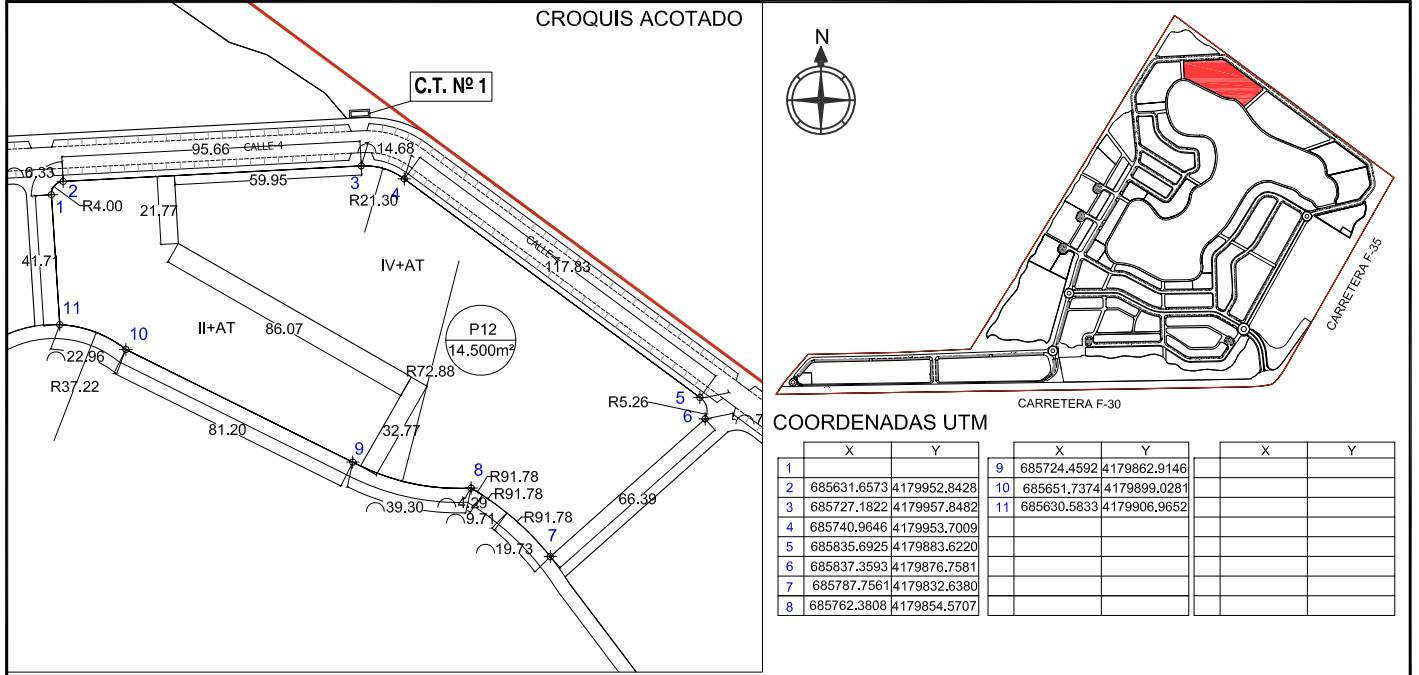 CROQUIS ACOTADO
C.T. Nº 1
95.66
CALLE-4
14.68
6.33
59.95
3
2
4
1
R4.00
R21.30
21.77
41.71
IV+AT
CALLE-4
117.83
11
10
II+AT
86.07
P12
14.500m²
22.96
R37.22
R72.88
R5.26
5
6
81.20
32.77
9
8
R91.78
R91.78
R91.78
4.29
9.71
39.30
19.73
66.39
7
N
CARRETERA F-35
CARRETERA F-30
COORDENADAS UTM
X Y X Y X Y
1 9 685724.4592 4179862.9146
2 685631.6573 4179952.8428 10 685651.7374 4179899.0281
3 685727.1822 4179957.8482 11 685630.5833 4179906.9652
4 685740.9646 4179953.7009
5 685835.6925 4179883.6220
6 685837.3593 4179876.7581
7 685787.7561 4179832.6380
8 685762.3808 4179854.5707